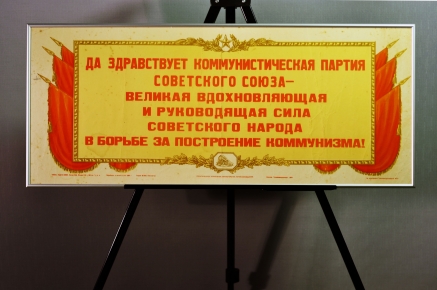 ДА ЗДРАВСТВУЕТ КОММУНИСТИЧЕСКАЯ ПАРТИЯ
СОВЕТСКОГО СОЮЗА—
ВЕЛИКАЯ ВДОХНОВЛЯЮЩАЯ
И РУКОВОДЯЩАЯ СИЛА
СОВЕТСКОГО НАРОДА
В БОРЬБЕ ЗА ПОСТРОЕНИЕ КОММУНИЗМА!